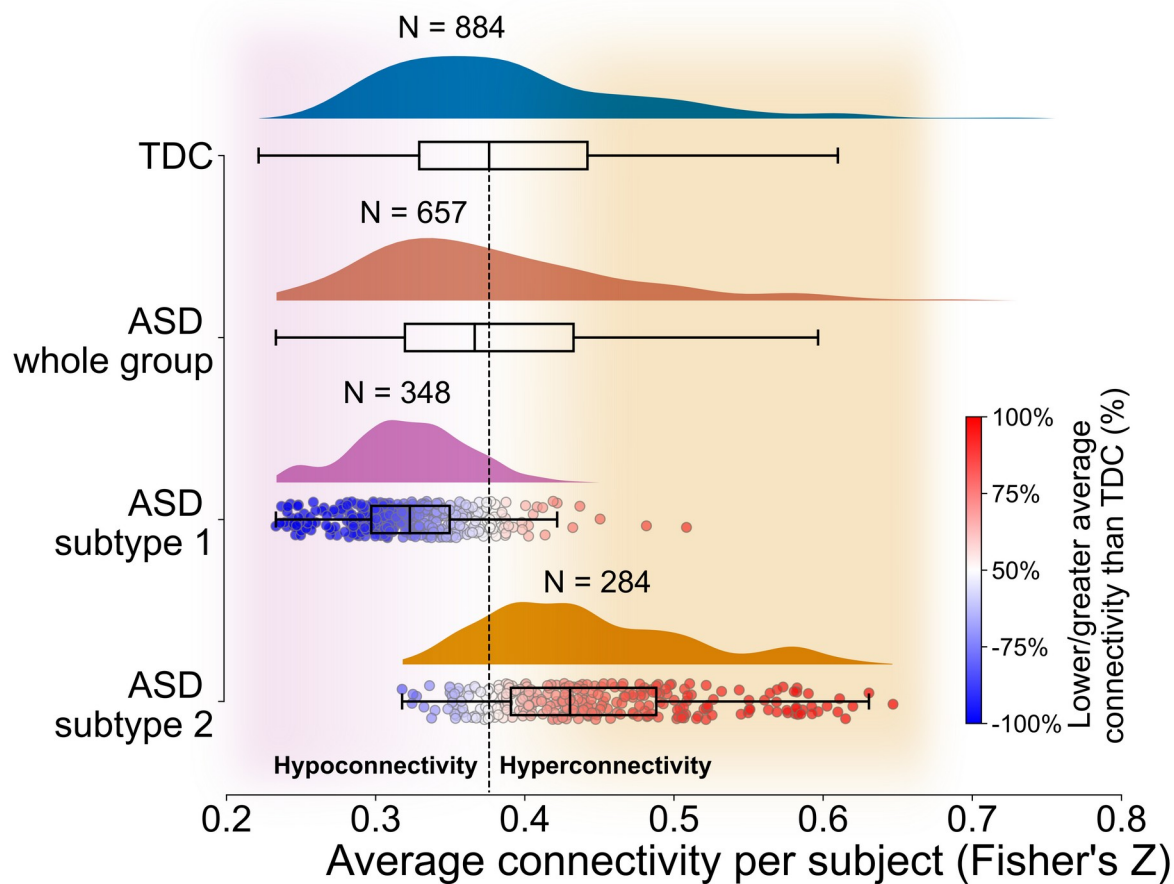 N = 884
TDC
N = 657
ASD
whole group
N = 348
ASD
subtype 1
N = 284
ASD
subtype 2
Hypoconnectivity
Hyperconnectivity
100%
75%
50%
-75%
-100%
Lower/greater average
connectivity than TDC (%)
0.2 0.3 0.4 0.5 0.6 0.7 0.8
Average connectivity per subject (Fisher's Z)